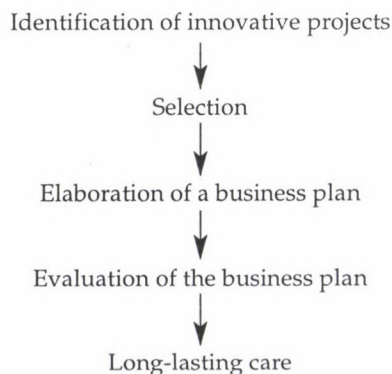 Identification of innovative projects
Selection
Elaboration of a business plan
Evaluation of the business plan
Long-lasting care